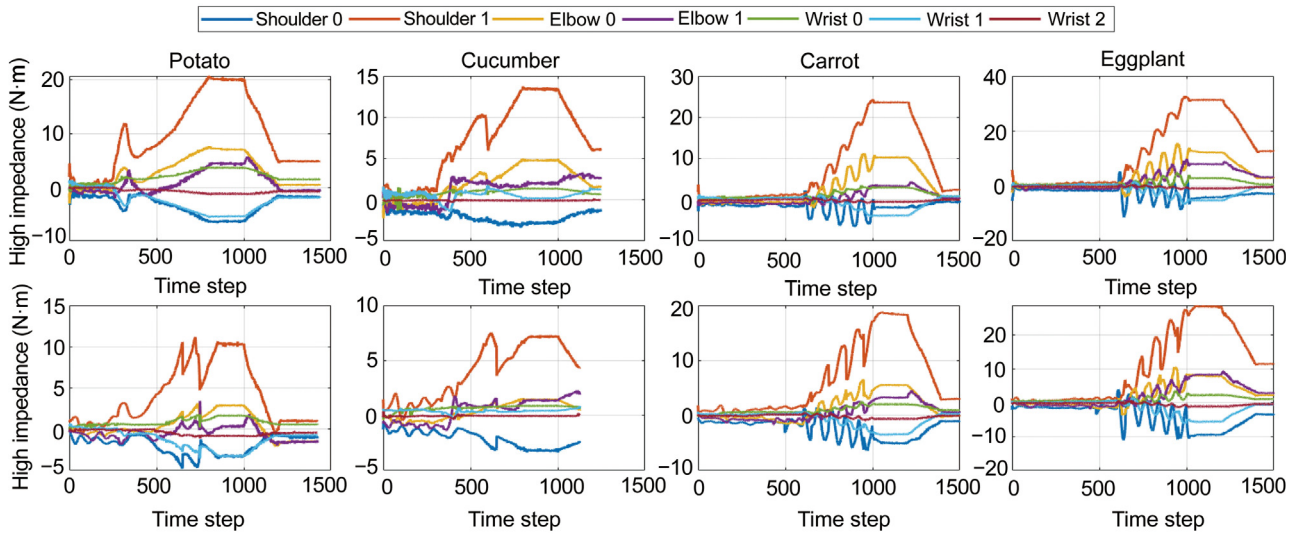 Shoulder 0 Shoulder 1 Elbow 0 Elbow 1 Wrist 0 Wrist 1 Wrist 2
Potato Cucumber Carrot Eggplant
High impedance (N·m)
20 10 0 −10
15 10 5 0 −5
30 20 10 0 −10
40 20 0 −20
0 500 1000 1500 0 500 1000 1500 0 500 1000 1500 0 500 1000 1500
Time step Time step Time step Time step
High impedance (N·m)
15 10 5 0 −5
10 5 0 −5
20 10 0 −10
20 10 0 −10 −20
0 500 1000 1500 0 500 1000 1500 0 500 1000 1500 0 500 1000 1500
Time step Time step Time step Time step